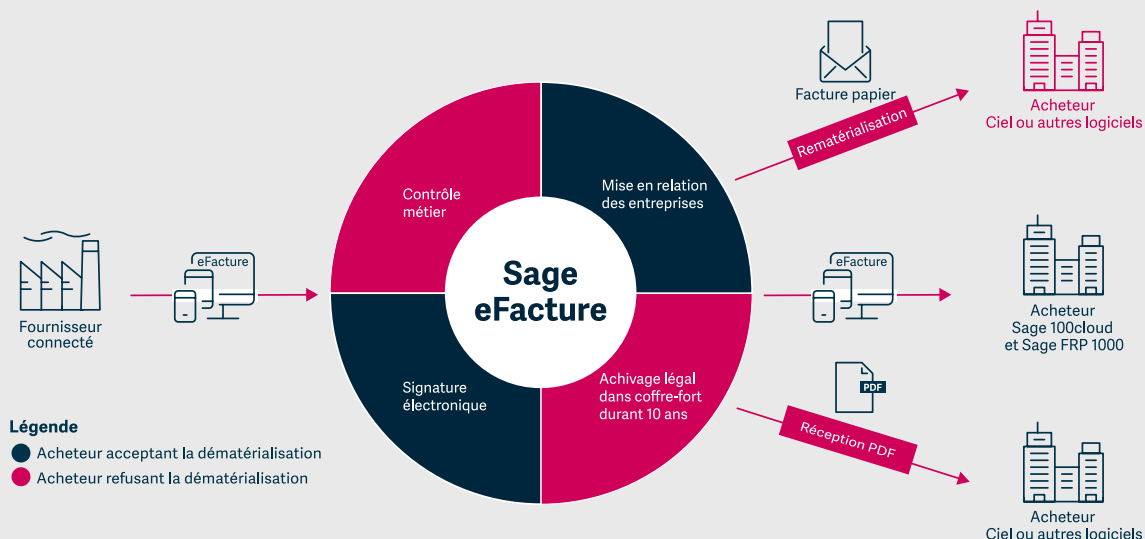 Facture papier
Rematérialisation
Acheteur
Ciel ou autres logiciels
Contrôle
métier
Mise en relation
des entreprises
Fournisseur
connecté
eFacture
Sage
eFacture
eFacture
Acheteur
Sage 100cloud
et Sage FRP 1000
Signature
électronique
Achivage légal
dans coffre-fort
durant 10 ans
PDF
Réception PDF
Acheteur
Ciel ou autres logiciels
Légende
Acheteur acceptant la dématérialisation
Acheteur refusant la dématérialisation